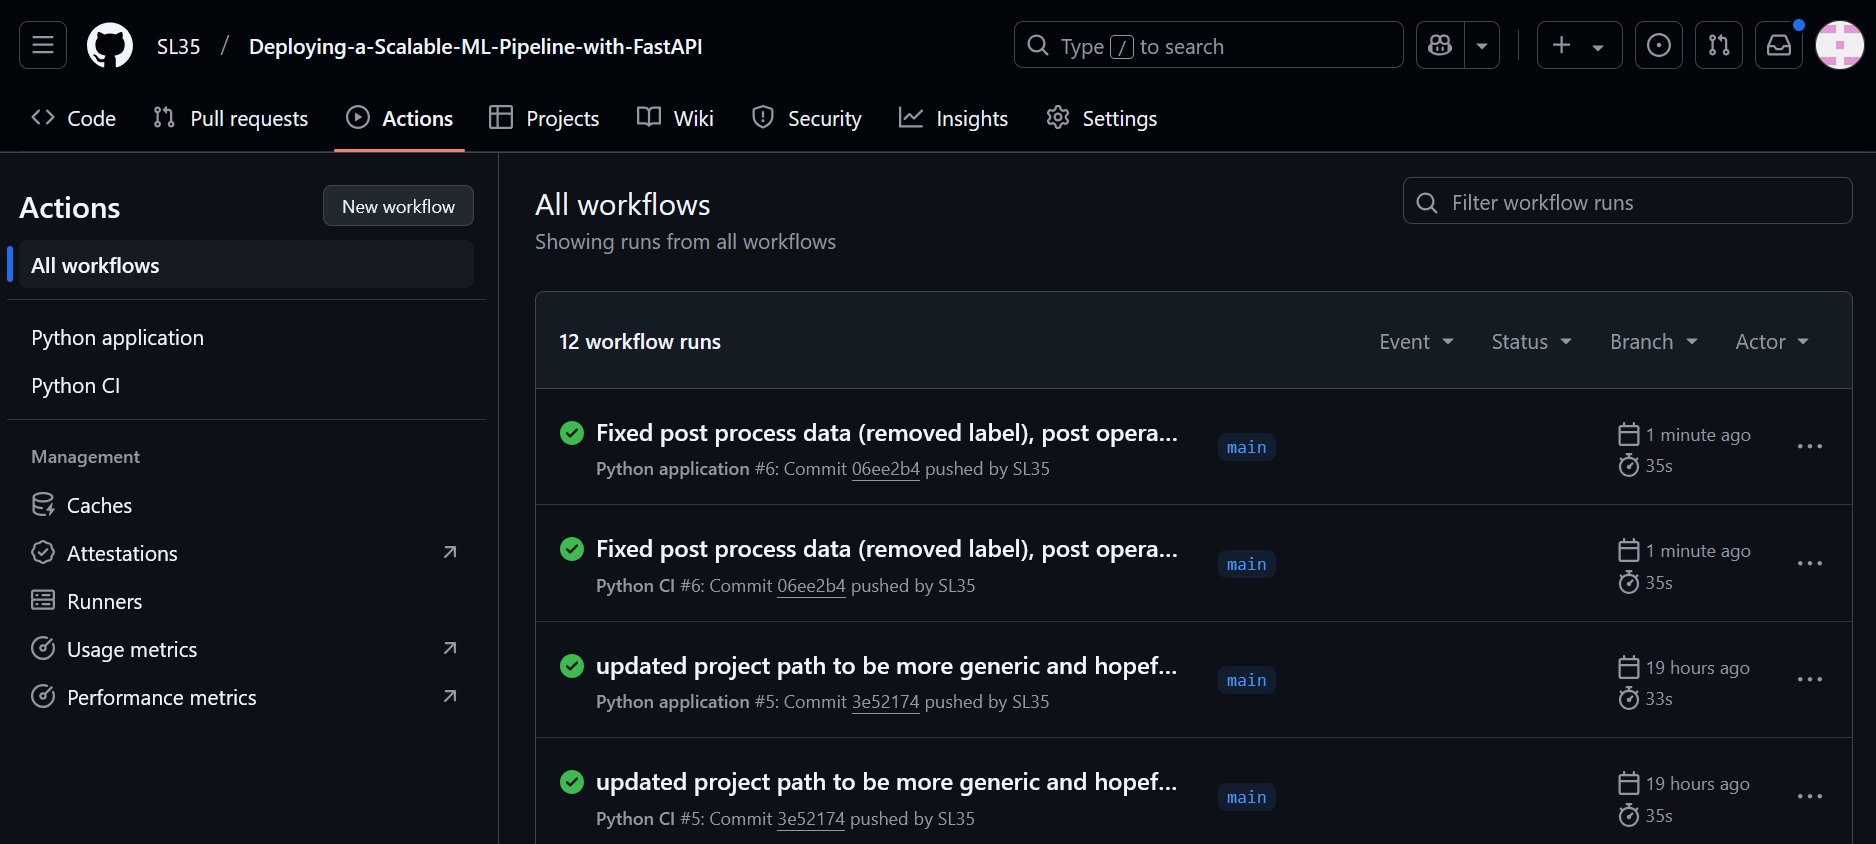 SL35 / Deploying-a-Scalable-ML-Pipeline-with-FastAPI
Type / to search
Code
Pull requests
Actions
Projects
Wiki
Security
Insights
Settings
Actions
New workflow
All workflows
Python application
Python CI
Management
Caches
Attestations
Runners
Usage metrics
Performance metrics
All workflows
Showing runs from all workflows
Filter workflow runs
12 workflow runs
Event
Status
Branch
Actor
Fixed post process data (removed label), post opera...
Python application #6: Commit 06ee2b4 pushed by SL35
main
1 minute ago
35s
Fixed post process data (removed label), post opera...
Python CI #6: Commit 06ee2b4 pushed by SL35
main
1 minute ago
35s
updated project path to be more generic and hopef...
Python application #5: Commit 3e52174 pushed by SL35
main
19 hours ago
33s
updated project path to be more generic and hopef...
Python CI #5: Commit 3e52174 pushed by SL35
main
19 hours ago
35s